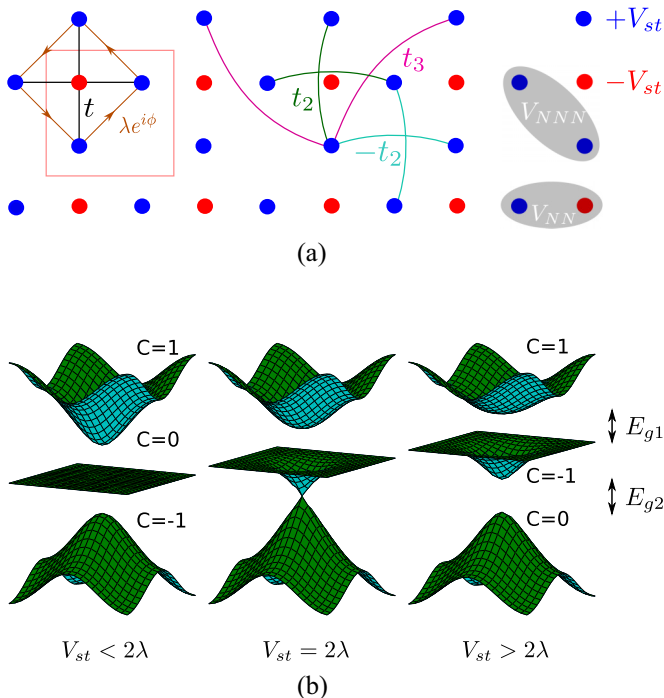 +V_{st}
t_3
t_2
−V_{st}
t
λe^{iϕ}
V_{NNN}
−t_2
V_{NN}
(a)
C=1 C=1
C=0 E_{g1}
C=-1
E_{g2}
C=-1 C=0
V_{st} < 2λ V_{st} = 2λ V_{st} > 2λ
(b)